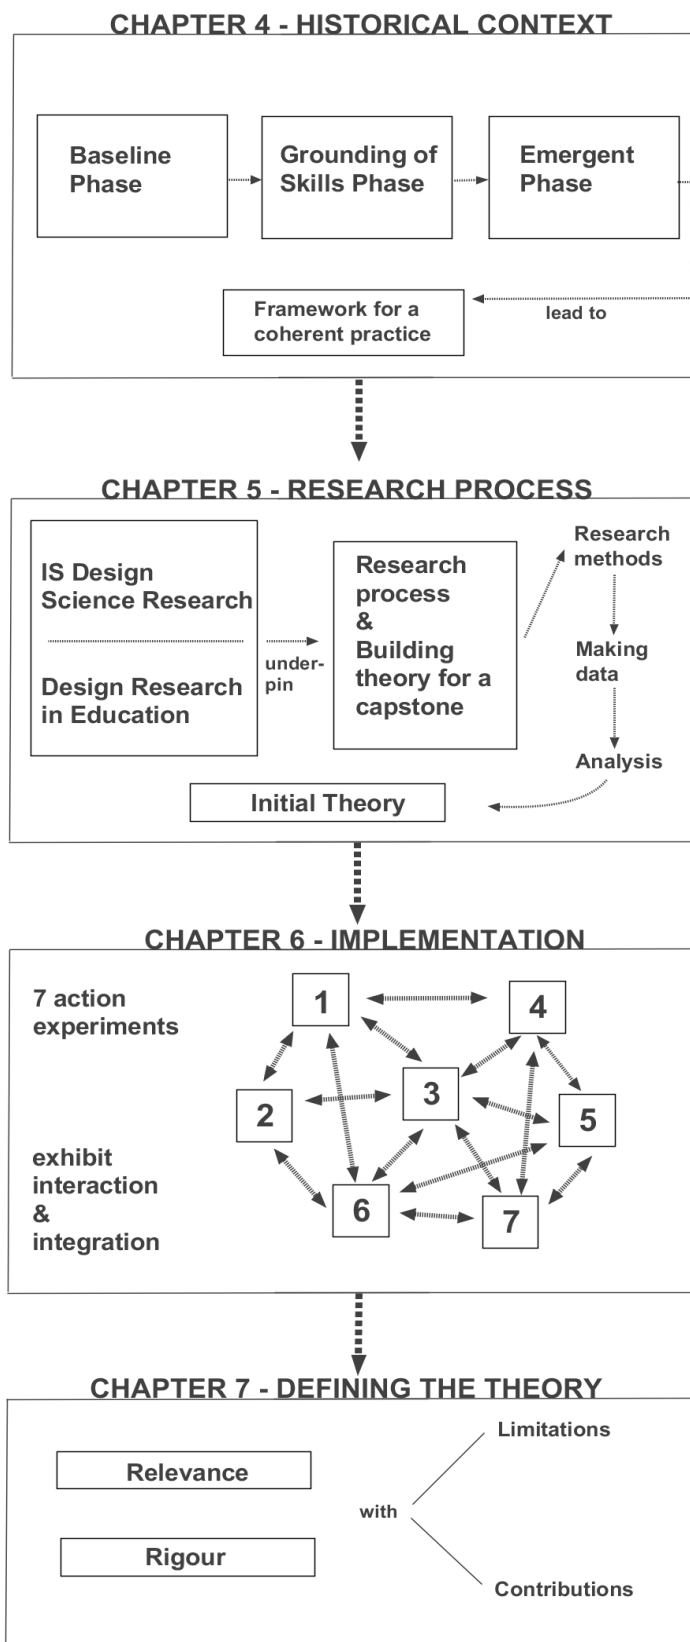 CHAPTER 4 - HISTORICAL CONTEXT
Baseline
Phase
Grounding of
Skills Phase
Emergent
Phase
Framework for a
coherent practice
lead to
CHAPTER 5 - RESEARCH PROCESS
IS Design
Science Research
Design Research
in Education
under-
pin
Research
process
&
Building
theory for a
capstone
Research
methods
Making
data
Analysis
Initial Theory
CHAPTER 6 - IMPLEMENTATION
7 action
experiments
1
4
3
2
5
6
7
exhibit
interaction
&
integration
CHAPTER 7 - DEFINING THE THEORY
Relevance
Rigour
with
Limitations
Contributions